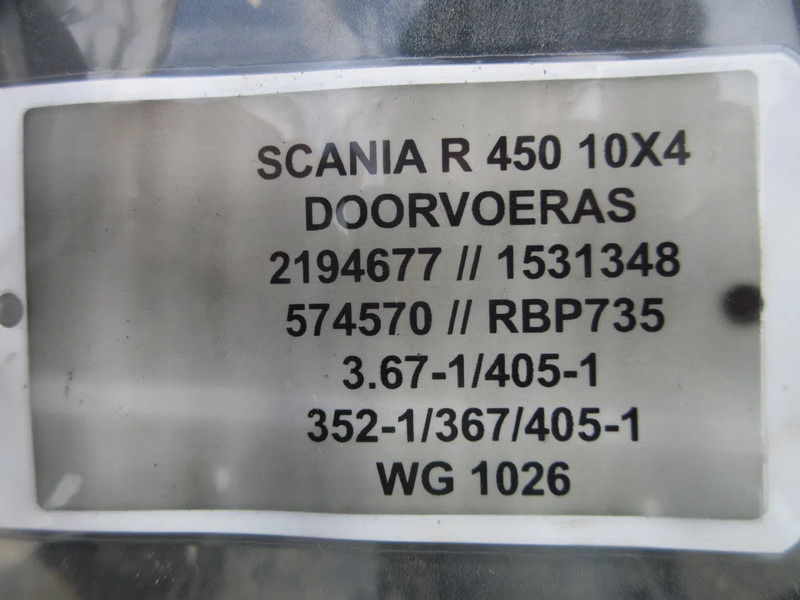 SCANIA R 450 10X4
DOORVOERAS
2194677 // 1531348
574570 // RBP735
3.67-1/405-1
352-1/367/405-1
WG 1026